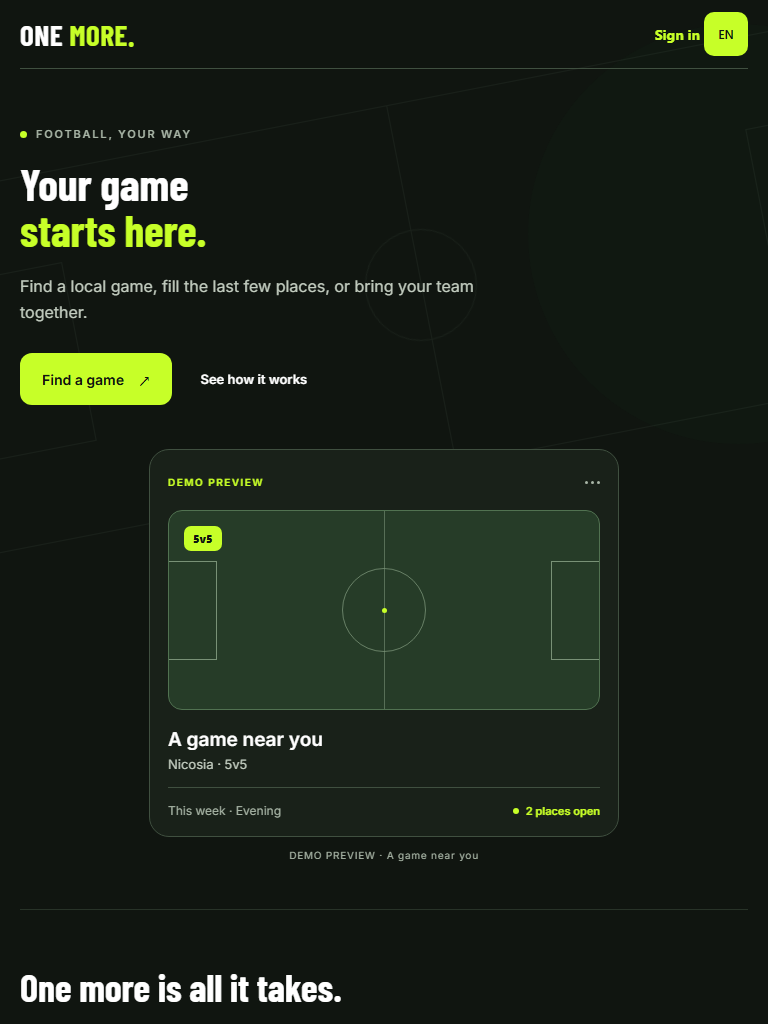 ONE MORE.
Sign in
EN
FOOTBALL, YOUR WAY
Your game
starts here.
Find a local game, fill the last few places, or bring your team
together.
Find a game ↗
See how it works
DEMO PREVIEW
5v5
A game near you
Nicosia · 5v5
This week · Evening
2 places open
DEMO PREVIEW · A game near you
One more is all it takes.